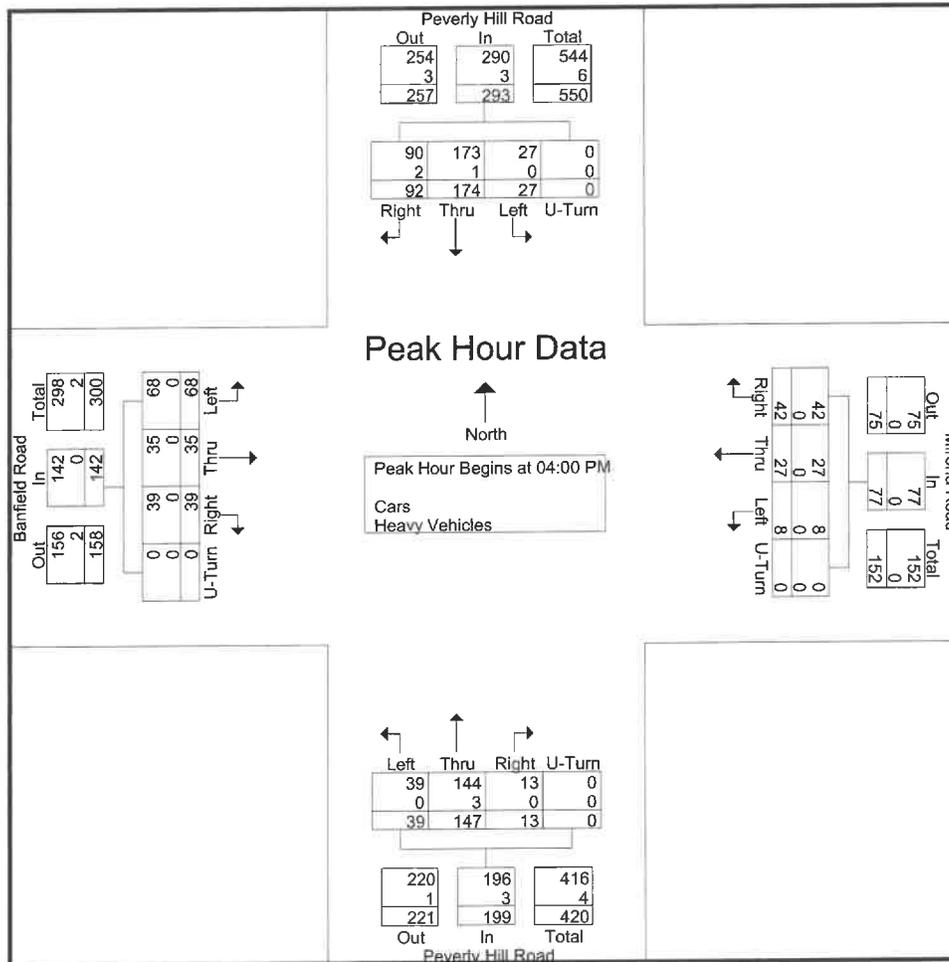 Peverly Hill Road
Out In Total
254 290 544
3 3 6
257 293 550
90 173 27 0
2 1 0 0
92 174 27 0
Right Thru Left U-Turn
Peak Hour Data
North
Peak Hour Begins at 04:00 PM
Cars
Heavy Vehicles
Banfield Road
Out In Total
156 142 298
2 0 2
158 142 300
68 35 39 0
0 0 0 0
68 35 39 0
Left Thru Right U-Turn
Road
Out In Total
75 77 152
0 0 0
75 77 152
42 27 8 0
0 0 0 0
42 27 8 0
Right Thru Left U-Turn
Left Thru Right U-Turn
39 144 13 0
0 3 0 0
39 147 13 0
220 196 416
1 3 4
221 199 420
Out In Total
Peverly Hill Road